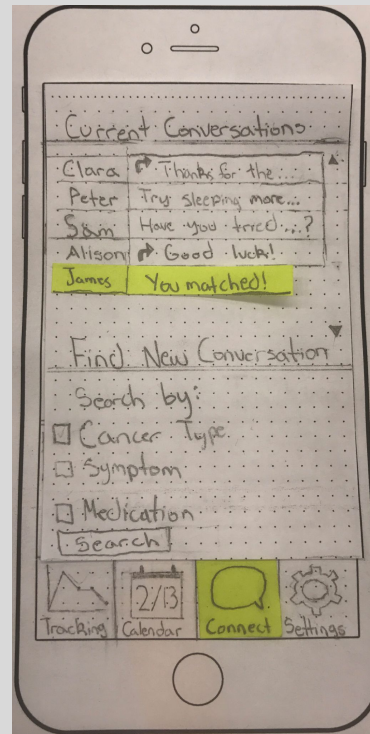 Current Conversations
Clara Thanks for the ....
Peter Try sleeping more...
Sam Have you tried...?
Alison Good luck!
James You matched!
Find New Conversation
Search by:
Cancer Type
Symptom
Medication
Search
2/13
Tracking Calendar Connect Settings